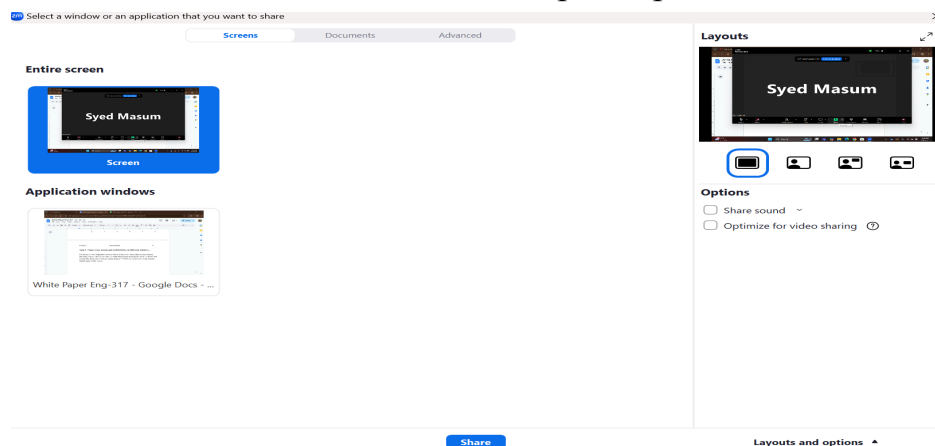 zm Select a window or an application that you want to share
Screens Documents Advanced
Layouts
Entire screen
Syed Masum
Screen
Syed Masum
Application windows
White Paper Eng-317 - Google Docs - ...
Options
Share sound
Optimize for video sharing ?
Share
Layouts and options